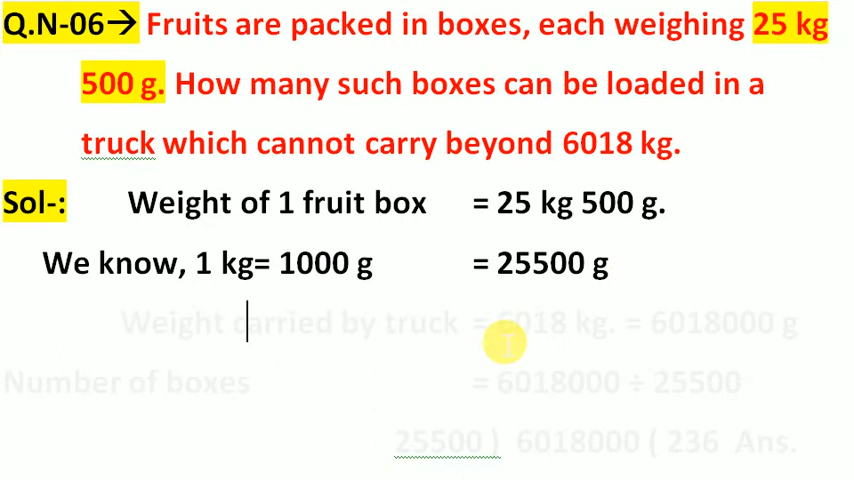 Q.N-06→ Fruits are packed in boxes, each weighing 25 kg
500 g. How many such boxes can be loaded in a
truck which cannot carry beyond 6018 kg.
Sol-: Weight of 1 fruit box = 25 kg 500 g.
We know, 1 kg= 1000 g = 25500 g
Weight carried by truck = 6018 kg. = 6018000 g
Number of boxes = 6018000 ÷ 25500
25500 ) 6018000 ( 236 Ans.